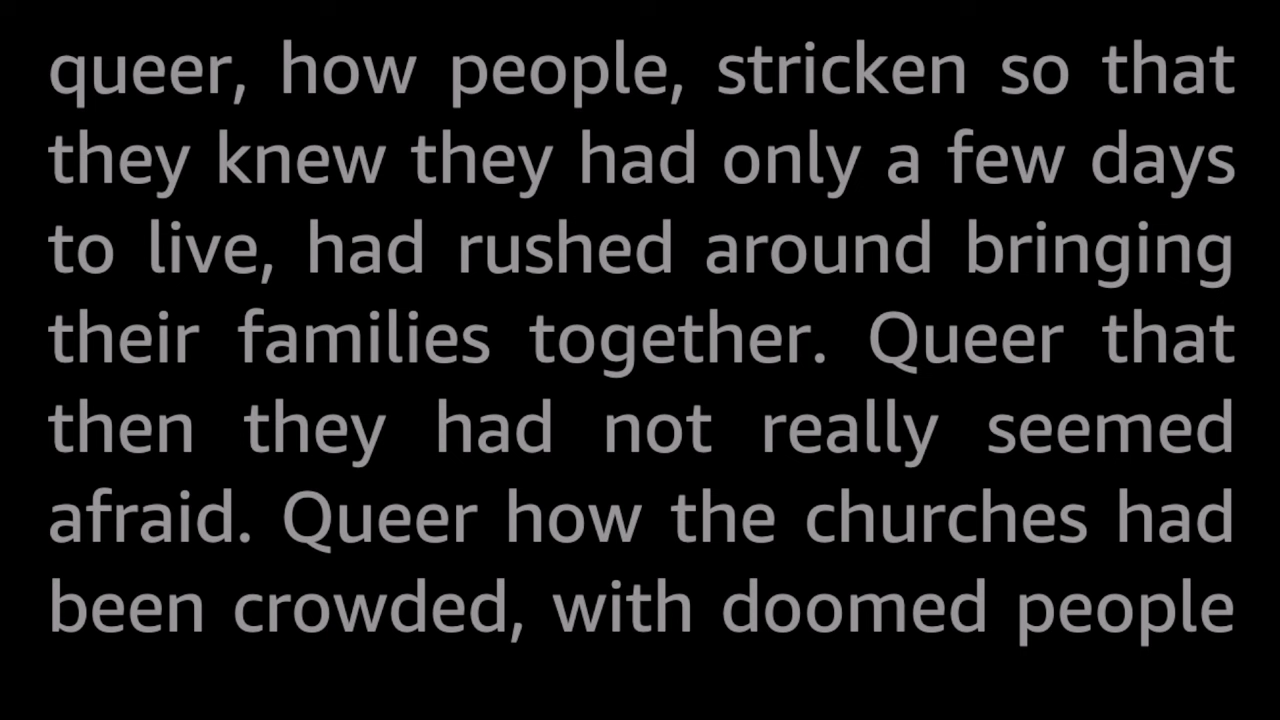 queer, how people, stricken so that
they knew they had only a few days
to live, had rushed around bringing
their families together. Queer that
then they had not really seemed
afraid. Queer how the churches had
been crowded, with doomed people